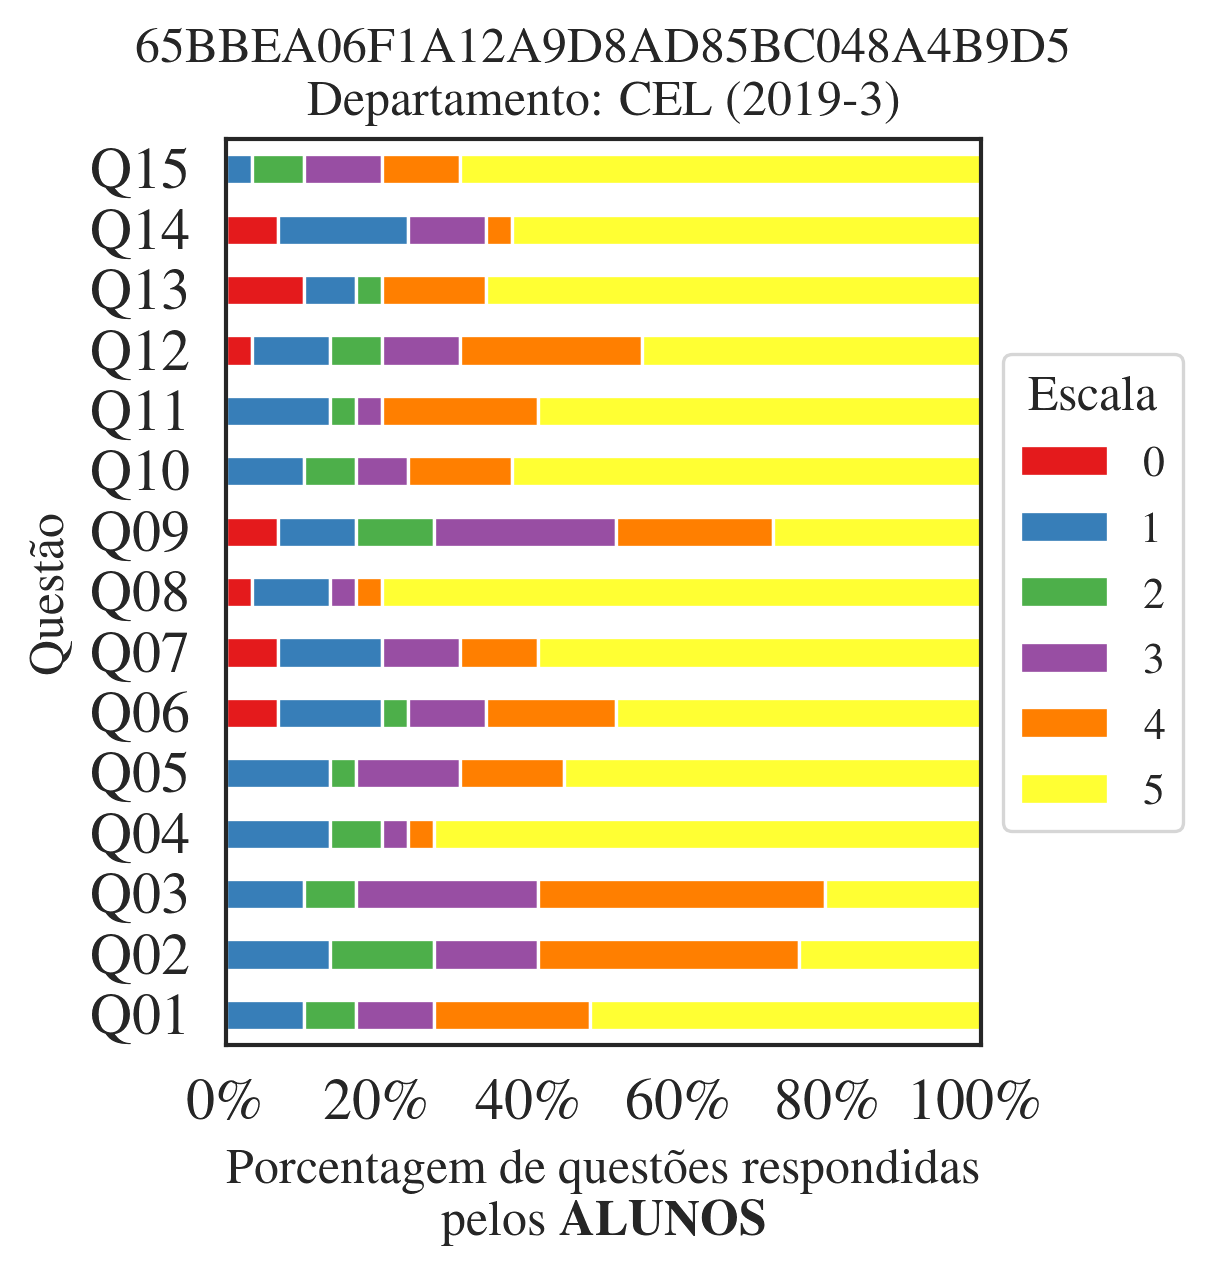 65BBEA06F1A12A9D8AD85BC048A4B9D5
Departamento: CEL (2019-3)
Q15
Q14
Q13
Q12
Q11
Q10
Q09
Q08
Q07
Q06
Q05
Q04
Q03
Q02
Q01
Questão
0% 20% 40% 60% 80% 100%
Porcentagem de questões respondidas
pelos ALUNOS
Escala
0
1
2
3
4
5